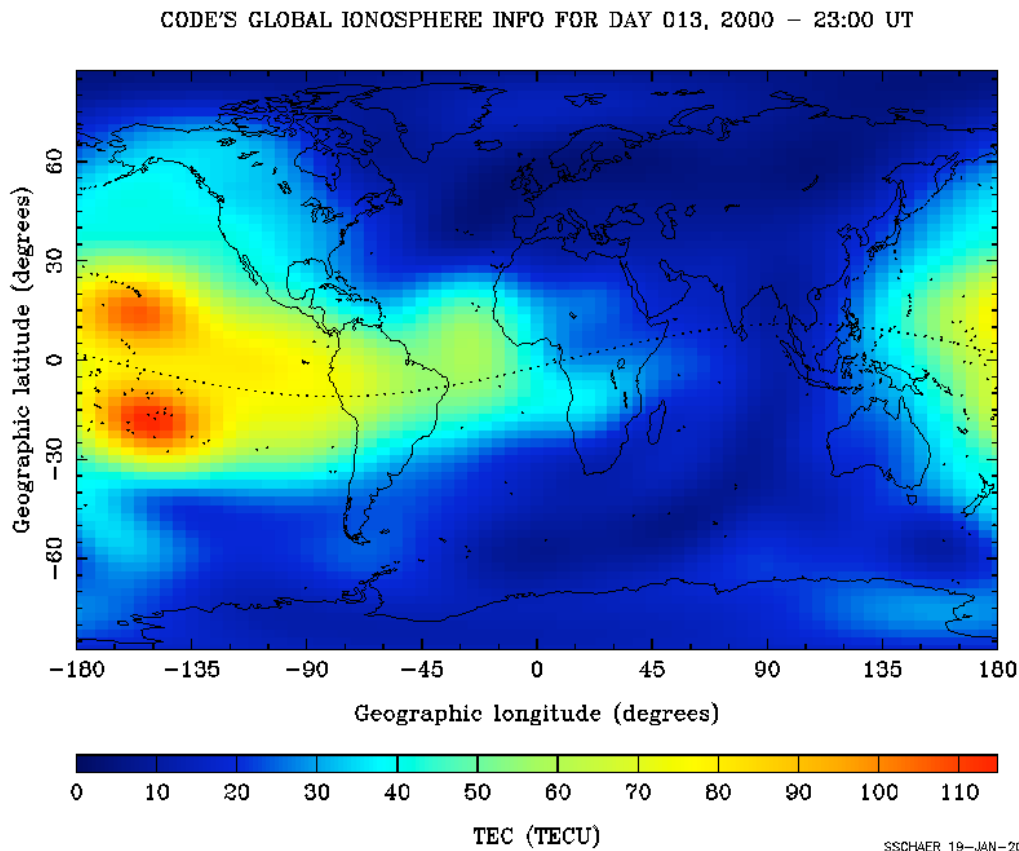 CODE'S GLOBAL IONOSPHERE INFO FOR DAY 013, 2000 – 23:00 UT
Geographic latitude (degrees)
60
30
0
−30
−60
−180 −135 −90 −45 0 45 90 135 180
Geographic longitude (degrees)
0 10 20 30 40 50 60 70 80 90 100 110
TEC (TECU)
SSCHAER 19–JAN–20